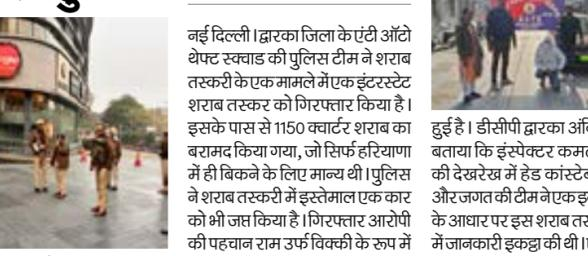 नई दिल्ली। द्वारका जिला के एंटी ऑटो
थेफ्ट स्क्वाड की पुलिस टीम ने शराब
तस्करी के एक मामले में एक इंटरस्टेट
शराब तस्कर को गिरफ्तार किया है।
इसके पास से 1150 क्वार्टर शराब का
बरामद किया गया, जो सिर्फ हरियाणा
में ही बिकने के लिए मान्य थी। पुलिस
ने शराब तस्करी में इस्तेमाल एक कार
को भी जप्त किया है। गिरफ्तार आरोपी
की पहचान राम उर्फ विक्की के रूप में
हुई है। डीसीपी द्वारका
बताया कि इंस्पेक्टर
की देखरेख में हेड
और जगत की टीम ने एक
के आधार पर इस शराब
में जानकारी इकट्ठा की थी।